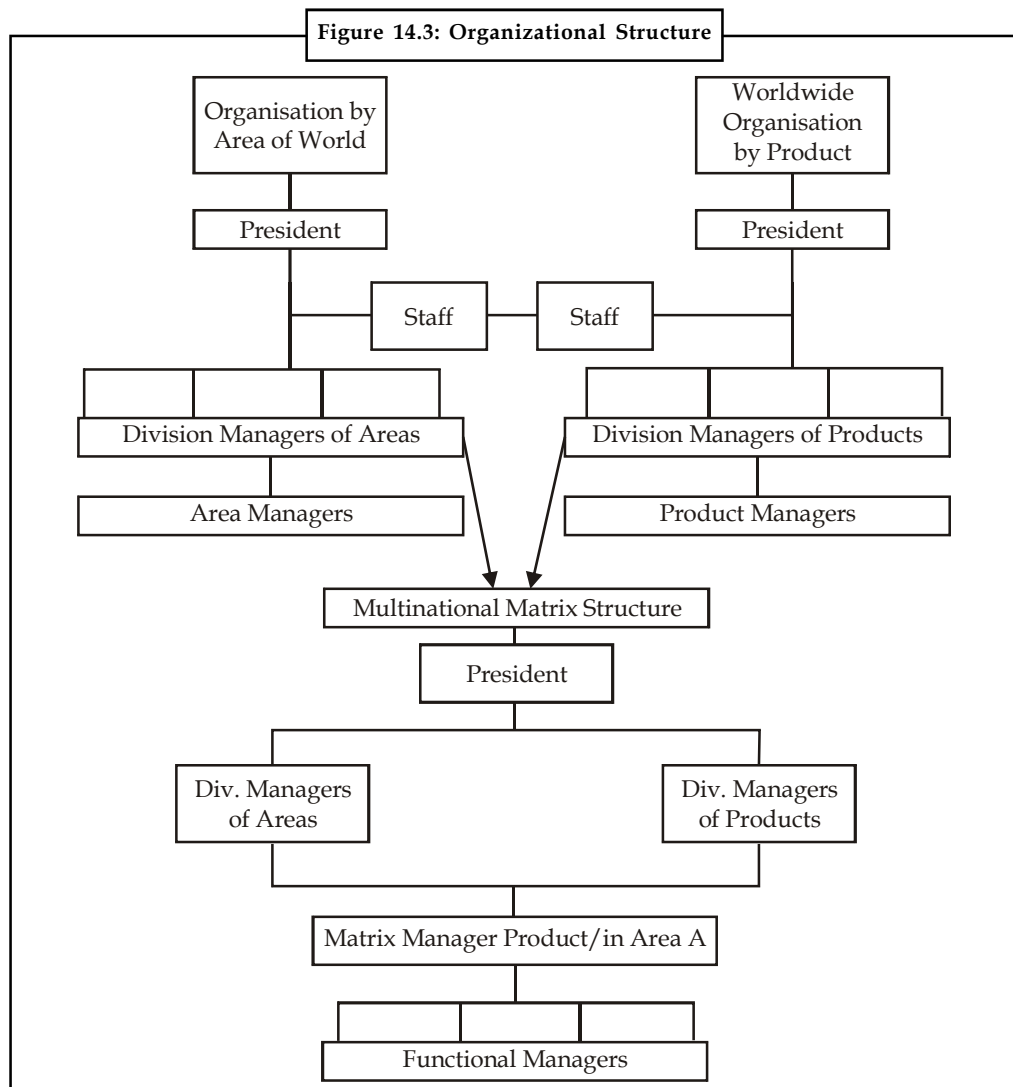 Figure 14.3: Organizational Structure
Organisation by
Area of World
Worldwide
Organisation
by Product
President
President
Staff
Staff
Division Managers of Areas
Division Managers of Products
Area Managers
Product Managers
Multinational Matrix Structure
President
Div. Managers
of Areas
Div. Managers
of Products
Matrix Manager Product/in Area A
Functional Managers